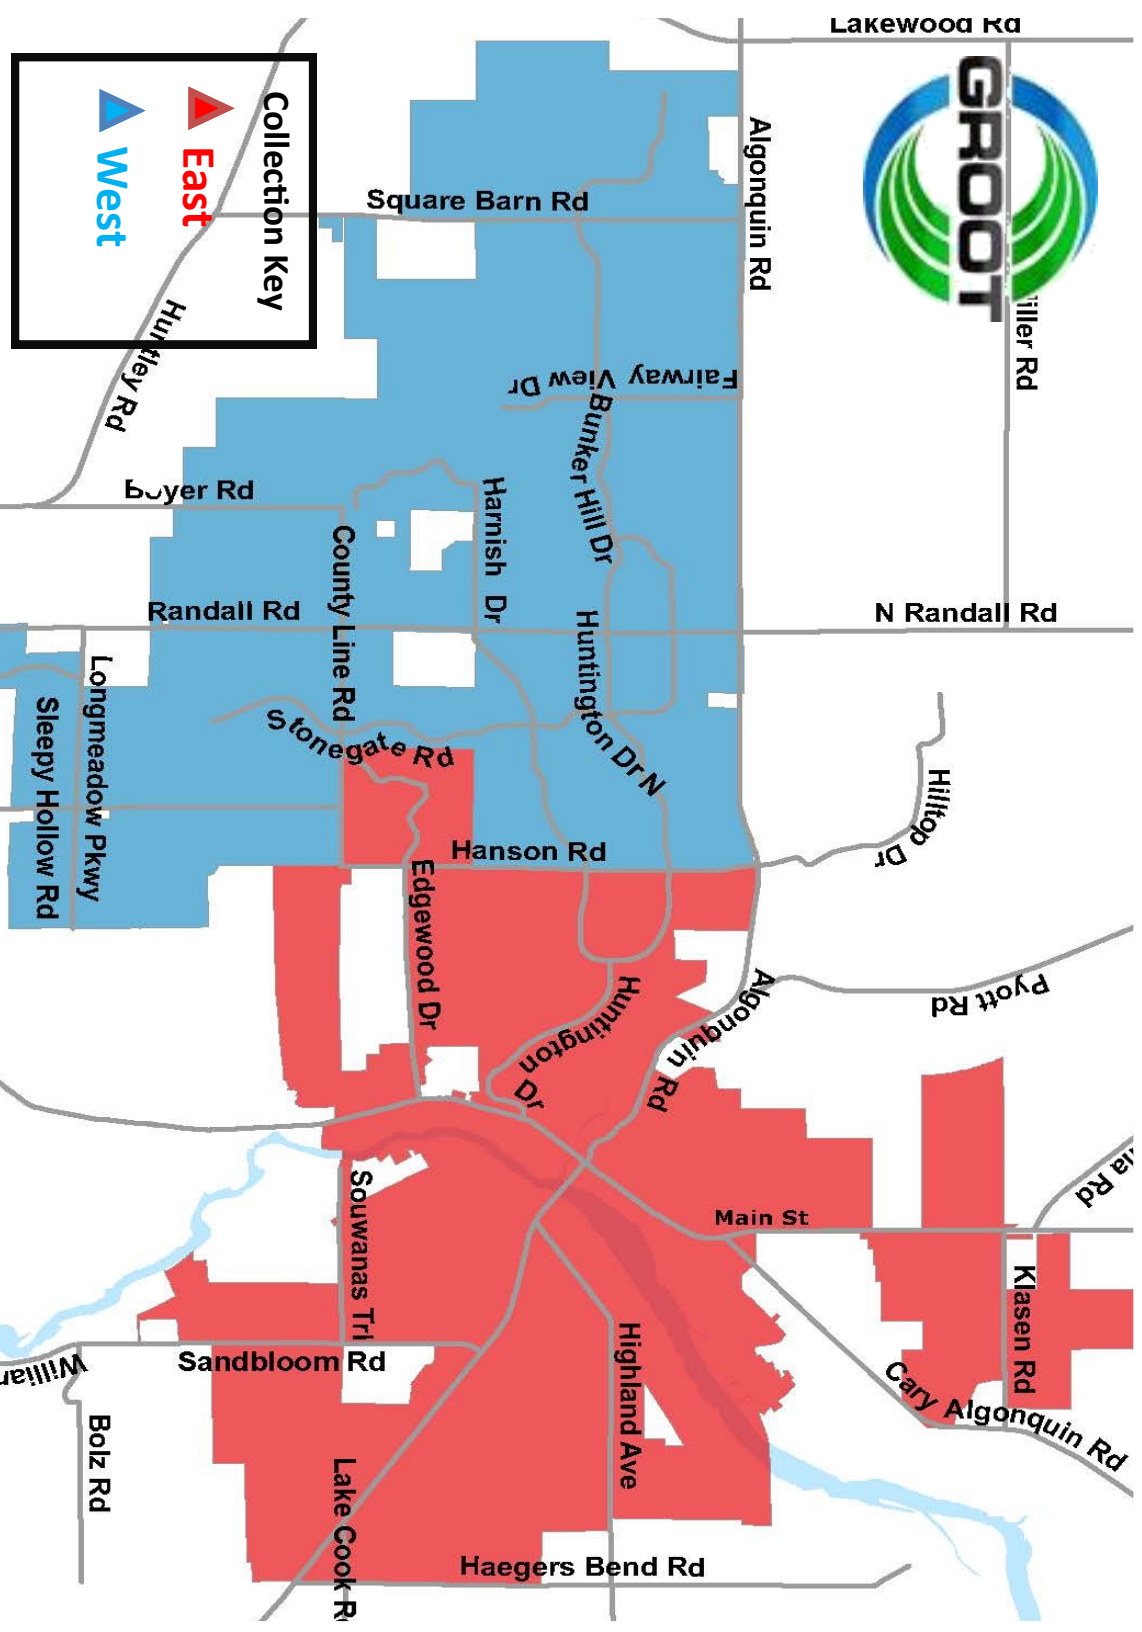 Lakewood Rd
GROOT
Algonquin Rd
Collection Key
East
West
Square Barn Rd
Huntley Rd
iller Rd
Fairway View Dr
Bunker Hill Dr
yer Rd
Harnish Dr
County Line Rd
Randall Rd
N Randall Rd
Huntington Dr N
Longmeadow Pkwy
Sleepy Hollow Rd
Stonegate Rd
Hilltop Dr
Hanson Rd
Edgewood Dr
Huntington Dr
Algonquin Rd
Pyott Rd
Souwanas Trl
Main St
ia Rd
Klasen Rd
Sandbloom Rd
Highland Ave
Cary Algonquin Rd
Bolz Rd
Lake Cook R
Haegers Bend Rd